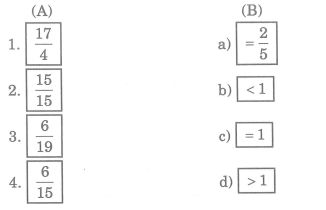 (A) (B)
1. 17/4 a) = 2/5
2. 15/15 b) < 1
3. 6/19 c) = 1
4. 6/15 d) > 1